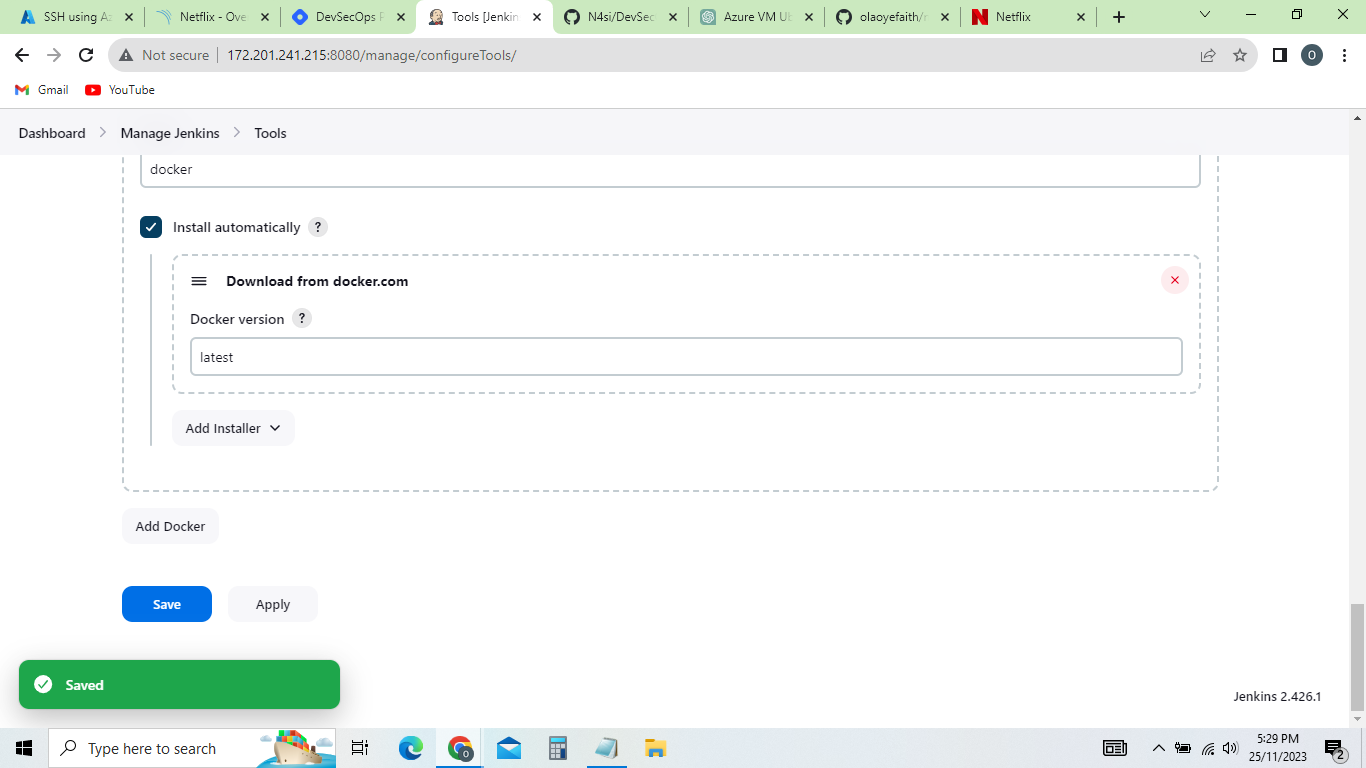 SSH using A
Netflix - Ove
DevSecOps P
Tools [Jenkin
N4si/DevSec
Azure VM Ub
olaoyefaith/r
Netflix
Not secure
172.201.241.215:8080/manage/configureTools/
O
Gmail
YouTube
Dashboard
Manage Jenkins
Tools
docker
Install automatically ?
Download from docker.com
Docker version ?
latest
Add Installer
Add Docker
Save
Apply
Saved
Jenkins 2.426.1
Type here to search
5:29 PM
25/11/2023
2